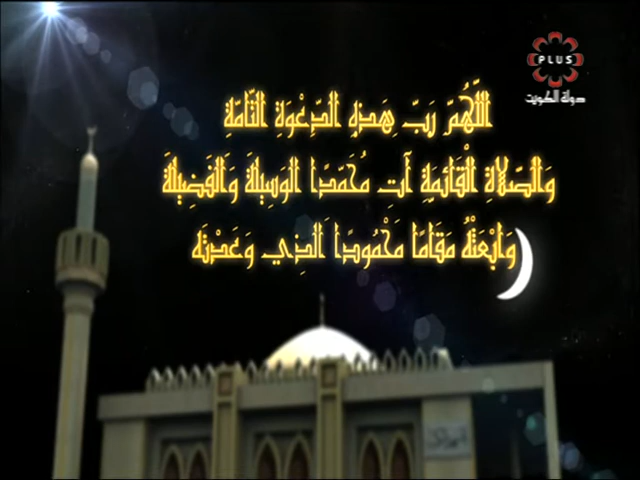 PLUS
دولة الكويت
اللَّهُمَّ رَبَّ هَذِهِ الدَّعْوَةِ التَّامَّةِ
وَالصَّلَاةِ الْقَائِمَةِ آتِ مُحَمَّدًا الْوَسِيلَةَ وَالْفَضِيلَةَ
وَابْعَثْهُ مَقَامًا مَحْمُودًا الَّذِي وَعَدْتَهُ